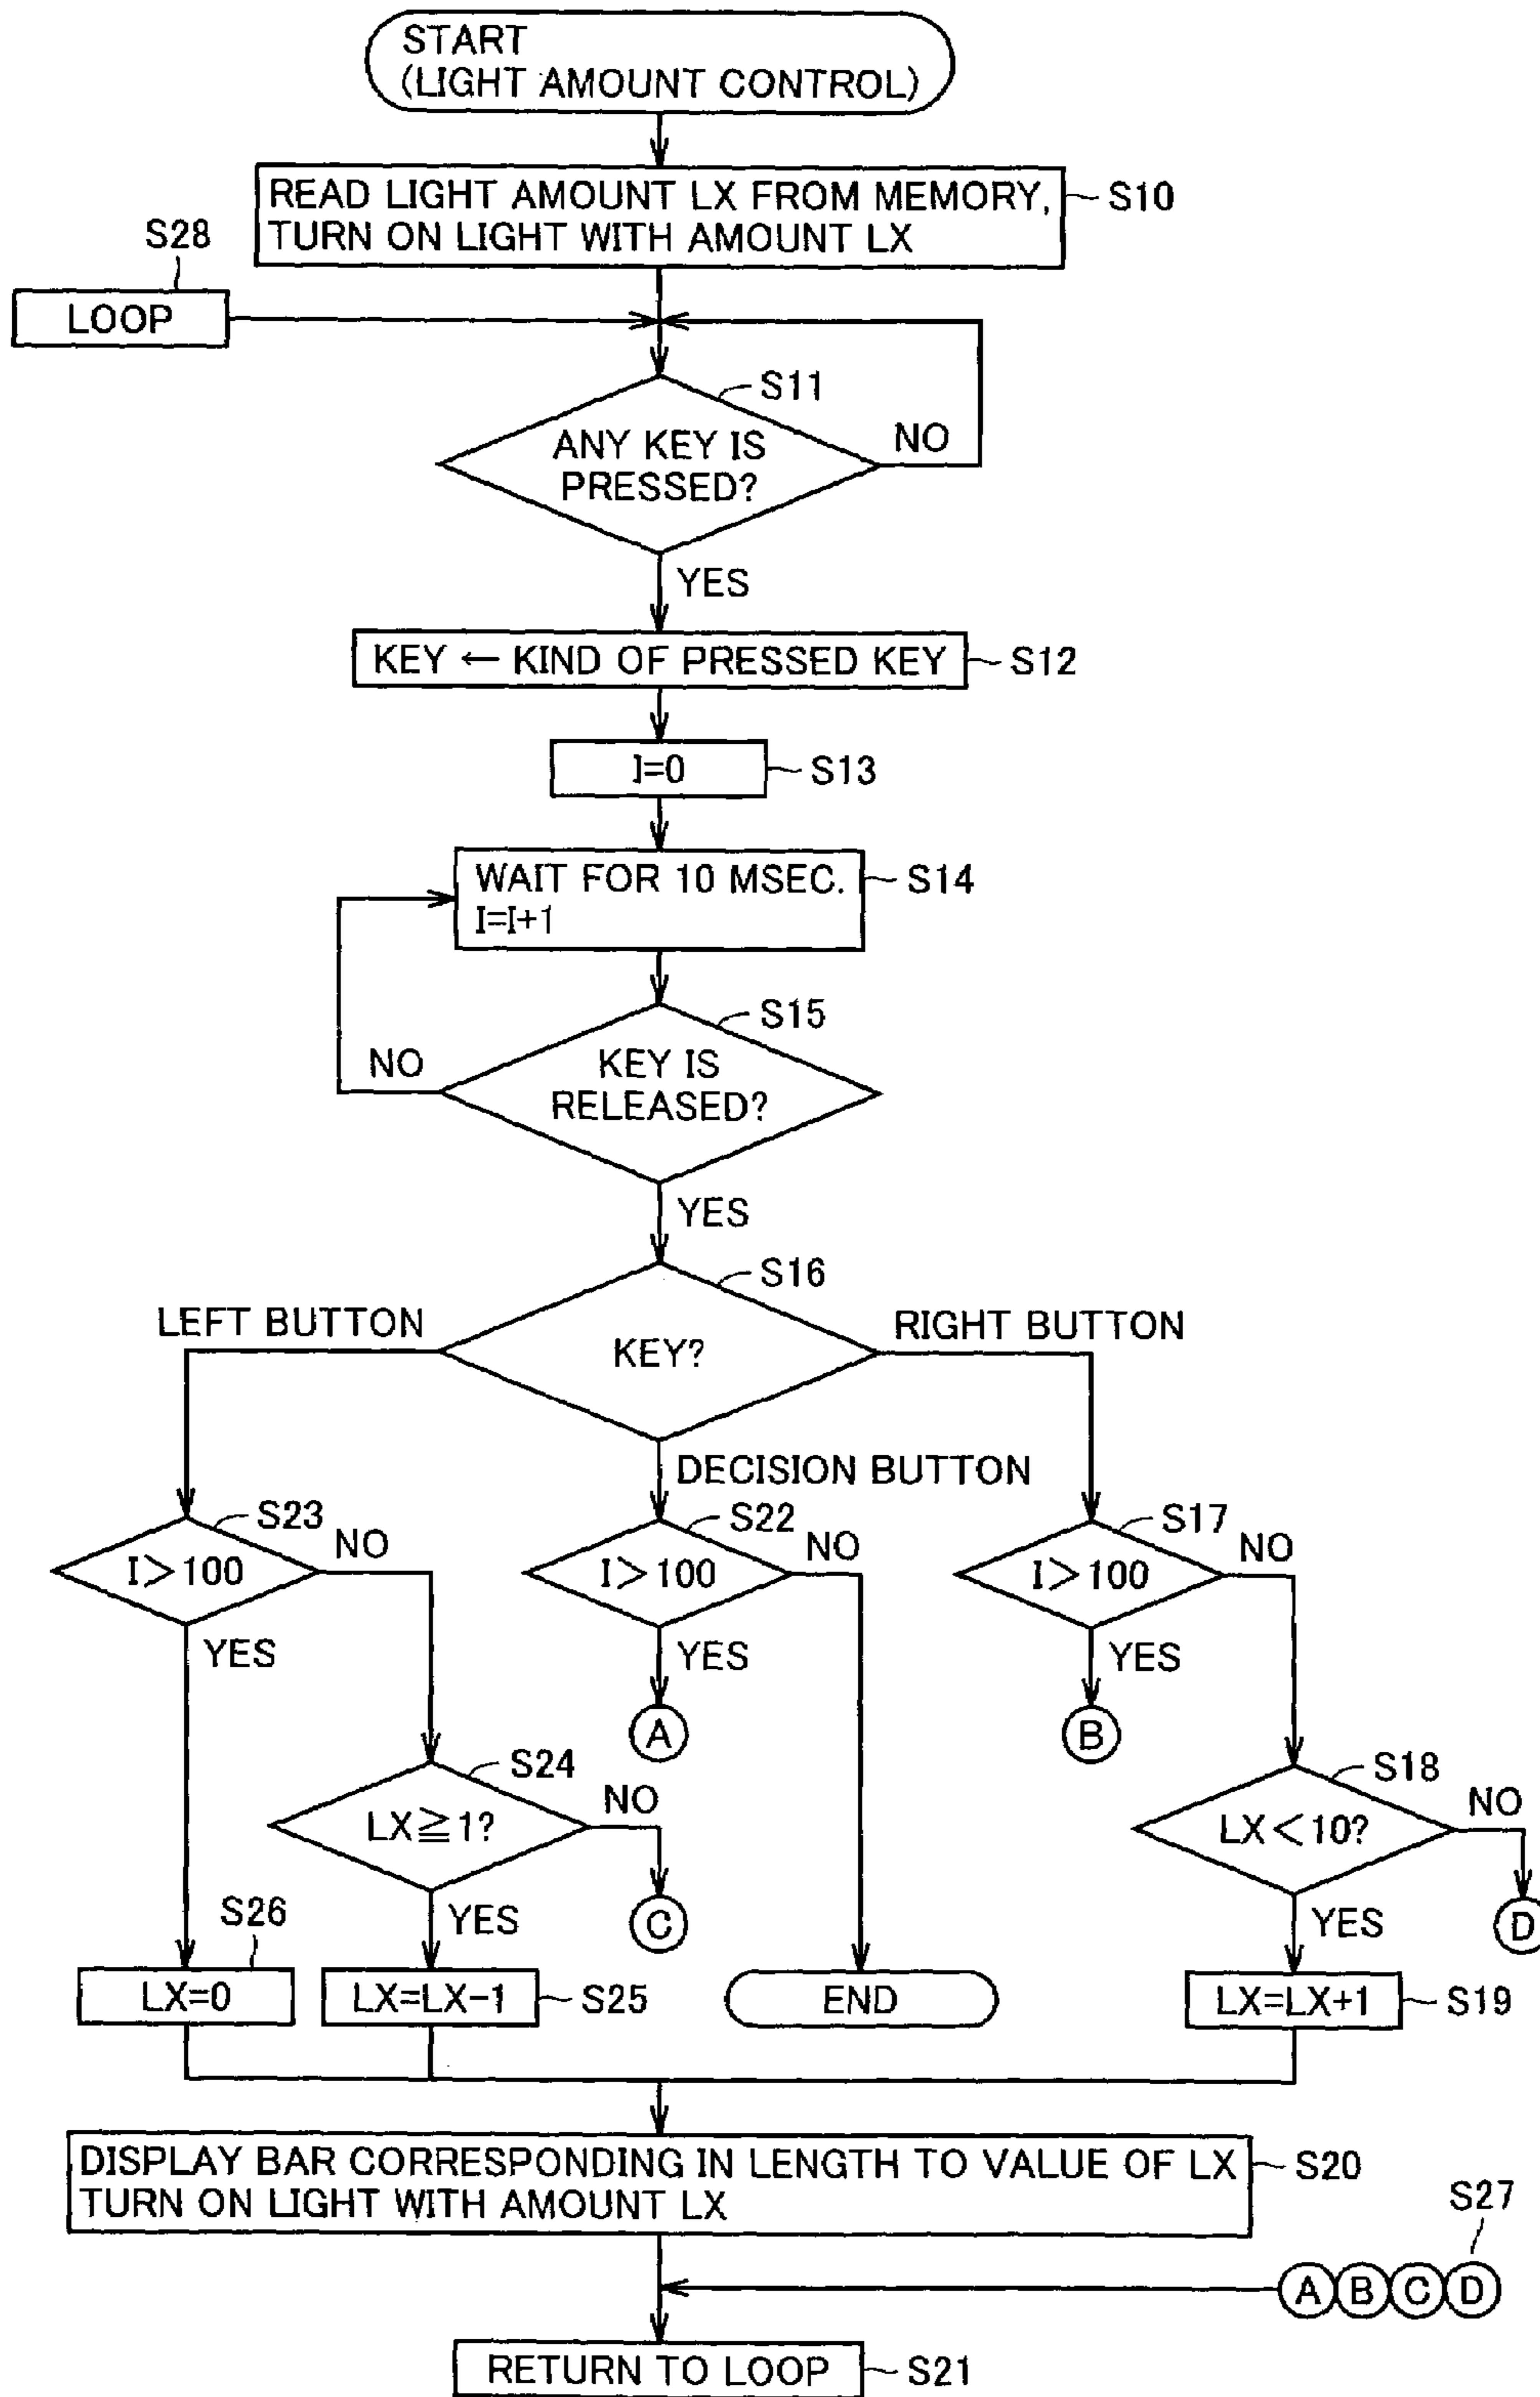 START
(LIGHT AMOUNT CONTROL)
READ LIGHT AMOUNT LX FROM MEMORY,
TURN ON LIGHT WITH AMOUNT LX
S10
S28
LOOP
S11
ANY KEY IS
PRESSED?
NO
YES
KEY ← KIND OF PRESSED KEY
S12
I=0
S13
WAIT FOR 10 MSEC.
I=I+1
S14
S15
KEY IS
RELEASED?
NO
YES
S16
KEY?
LEFT BUTTON
RIGHT BUTTON
DECISION BUTTON
S23
I>100
NO
YES
S22
I>100
NO
YES
S17
I>100
NO
YES
A
B
S24
LX≧1?
NO
YES
C
S18
LX<10?
NO
YES
D
S26
LX=0
LX=LX-1
S25
END
LX=LX+1
S19
DISPLAY BAR CORRESPONDING IN LENGTH TO VALUE OF LX
TURN ON LIGHT WITH AMOUNT LX
S20
S27
A B C D
RETURN TO LOOP
S21